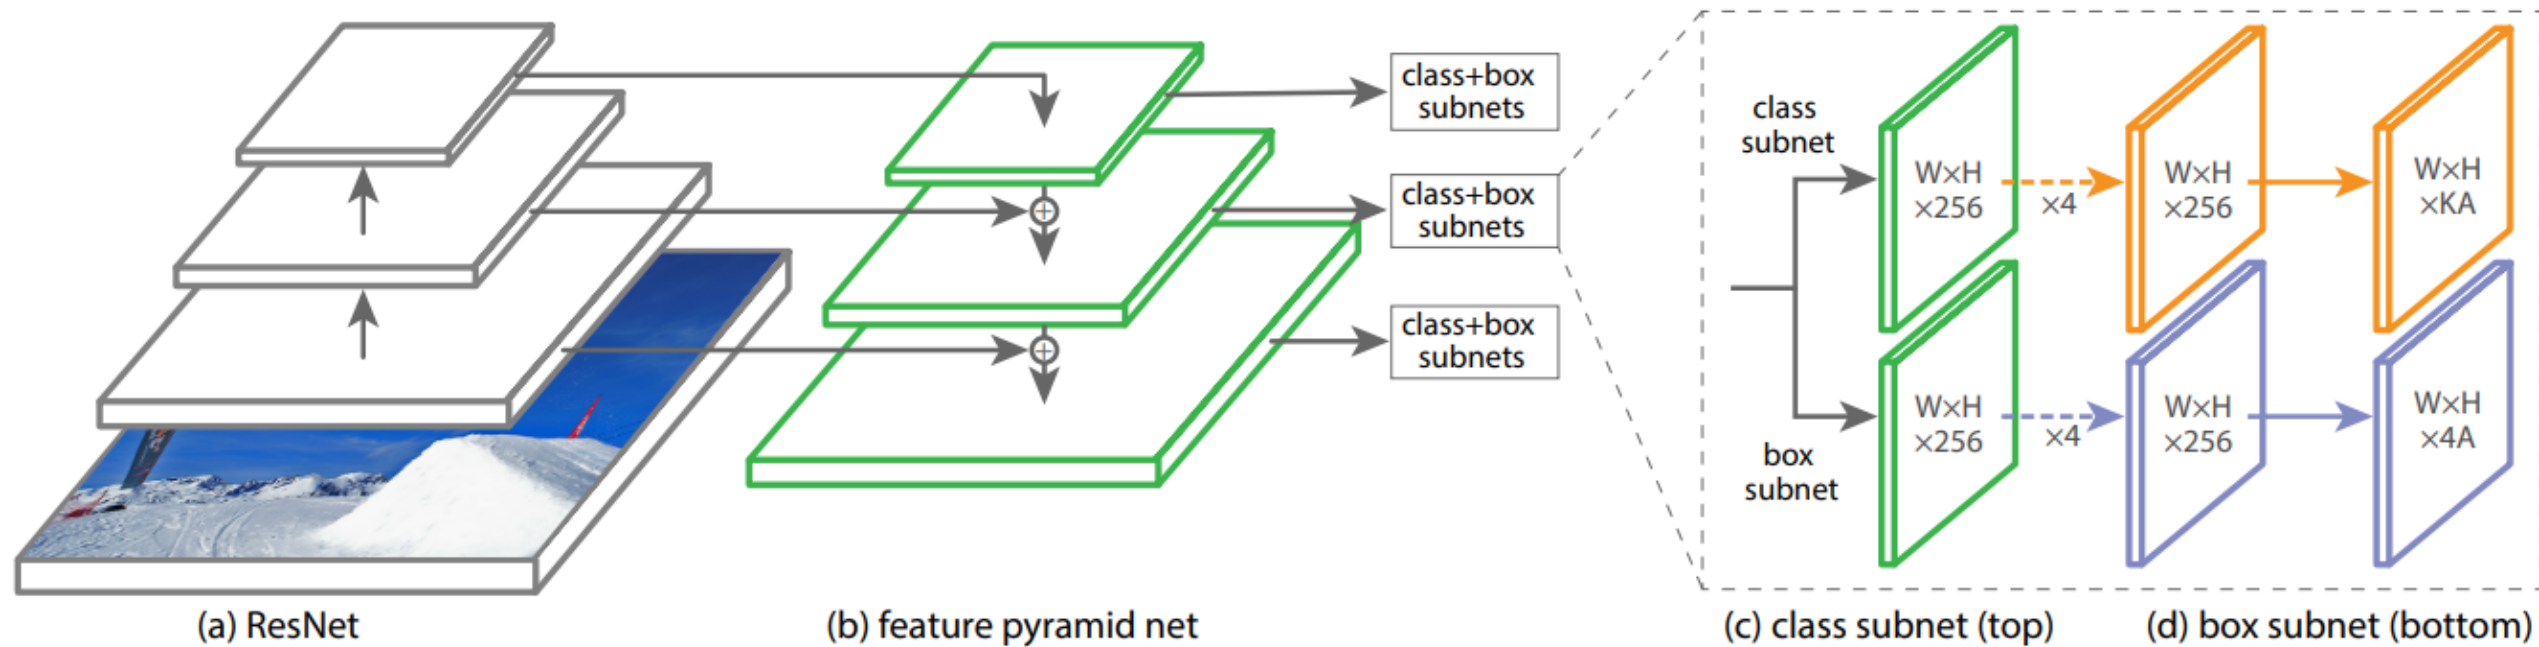 class+box
subnets
class+box
subnets
class+box
subnets
class
subnet
W×H
×256
×4
W×H
×256
W×H
×KA
box
subnet
W×H
×256
×4
W×H
×256
W×H
×4A
(a) ResNet
(b) feature pyramid net
(c) class subnet (top)
(d) box subnet (bottom)